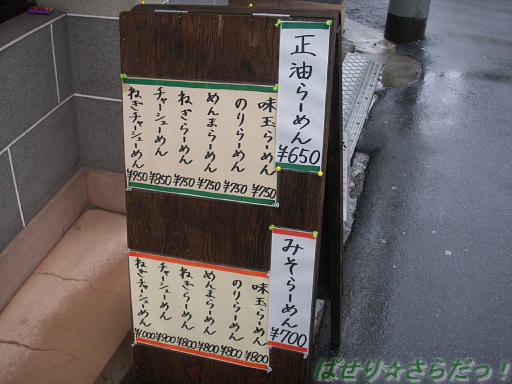 正油らーめん
¥650
味玉らーめん ¥750
のりらーめん ¥750
めんまらーめん ¥750
ねぎらーめん ¥750
チャーシューめん ¥850
ねぎチャーシューめん ¥950
みそらーめん
¥700
味玉らーめん ¥800
のりらーめん ¥800
めんまらーめん ¥800
ねぎらーめん ¥800
チャーシューめん ¥900
ねぎチャーシューめん ¥1000
ぱせり☆さらだっ!